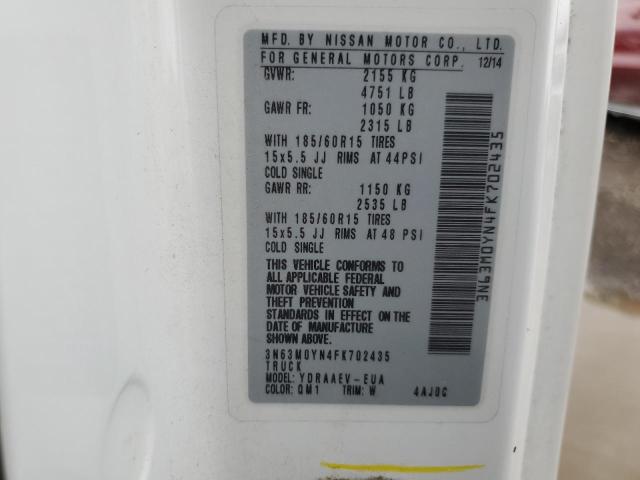 MFD. BY NISSAN MOTOR CO., LTD.
FOR GENERAL MOTORS CORP. 12/14
GVWR: 2155 KG
4751 LB
GAWR FR: 1050 KG
2315 LB
WITH 185/60R15 TIRES
15x5.5 JJ RIMS AT 44PSI
COLD SINGLE
GAWR RR: 1150 KG
2535 LB
WITH 185/60R15 TIRES
15x5.5 JJ RIMS AT 48 PSI
COLD SINGLE
THIS VEHICLE CONFORMS TO
ALL APPLICABLE FEDERAL
MOTOR VEHICLE SAFETY AND
THEFT PREVENTION
STANDARDS IN EFFECT ON THE
DATE OF MANUFACTURE
SHOWN ABOVE.
3N63M0YN4FK702435
TRUCK
MODEL: YDRAAEV-EUA
COLOR: QM1 TRIM: W 4AJ0C
3N63M0YN4FK702435